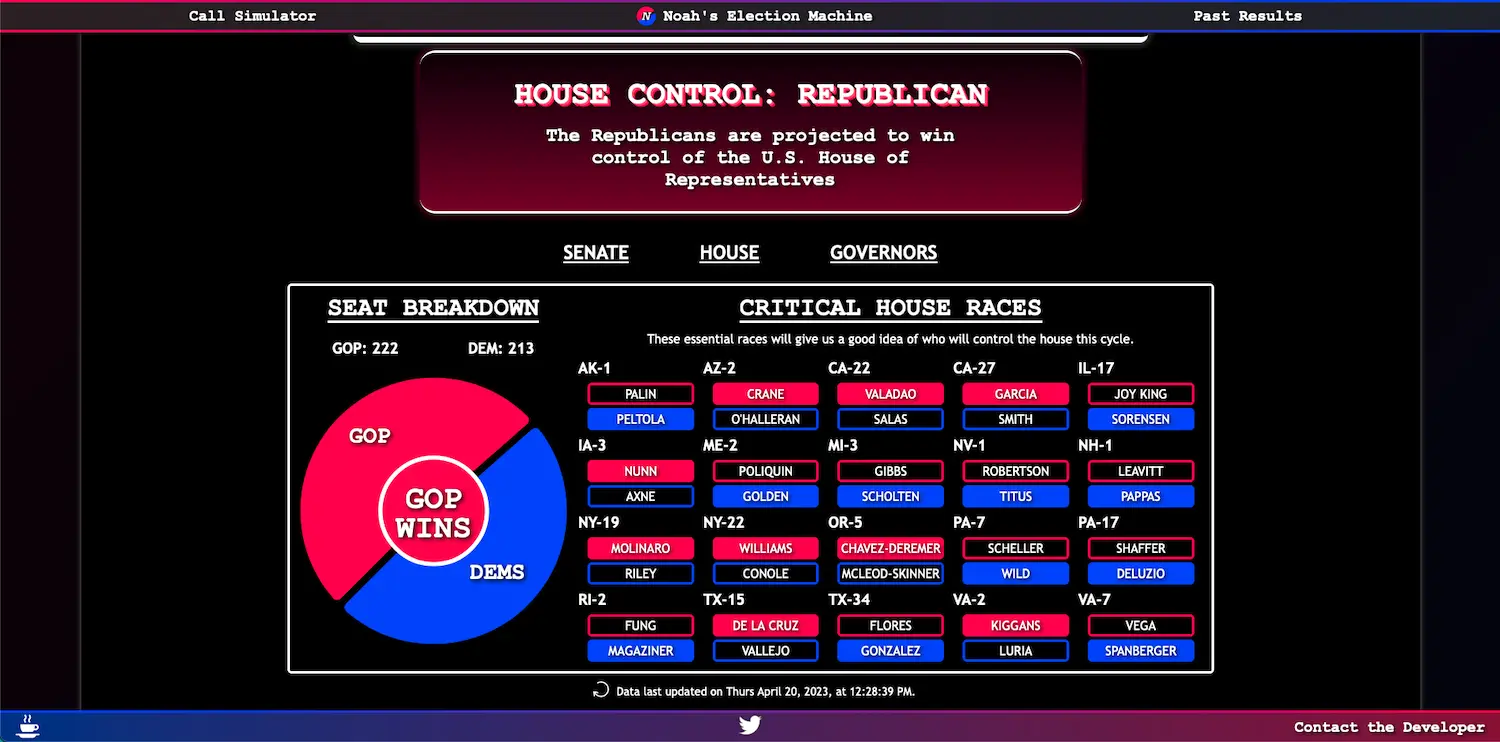 Call Simulator
N Noah's Election Machine
Past Results
HOUSE CONTROL: REPUBLICAN
The Republicans are projected to win
control of the U.S. House of
Representatives
SENATE
HOUSE
GOVERNORS
SEAT BREAKDOWN
GOP: 222
DEM: 213
GOP
GOP
WINS
DEMS
CRITICAL HOUSE RACES
These essential races will give us a good idea of who will control the house this cycle.
AK-1
PALIN
PELTOLA
AZ-2
CRANE
O'HALLERAN
CA-22
VALADAO
SALAS
CA-27
GARCIA
SMITH
IL-17
JOY KING
SORENSEN
IA-3
NUNN
AXNE
ME-2
POLIQUIN
GOLDEN
MI-3
GIBBS
SCHOLTEN
NV-1
ROBERTSON
TITUS
NH-1
LEAVITT
PAPPAS
NY-19
MOLINARO
RILEY
NY-22
WILLIAMS
CONOLE
OR-5
CHAVEZ-DEREMER
MCLEOD-SKINNER
PA-7
SCHELLER
WILD
PA-17
SHAFFER
DELUZIO
RI-2
FUNG
MAGAZINER
TX-15
DE LA CRUZ
VALLEJO
TX-34
FLORES
GONZALEZ
VA-2
KIGGANS
LURIA
VA-7
VEGA
SPANBERGER
Data last updated on Thurs April 20, 2023, at 12:28:39 PM.
Contact the Developer